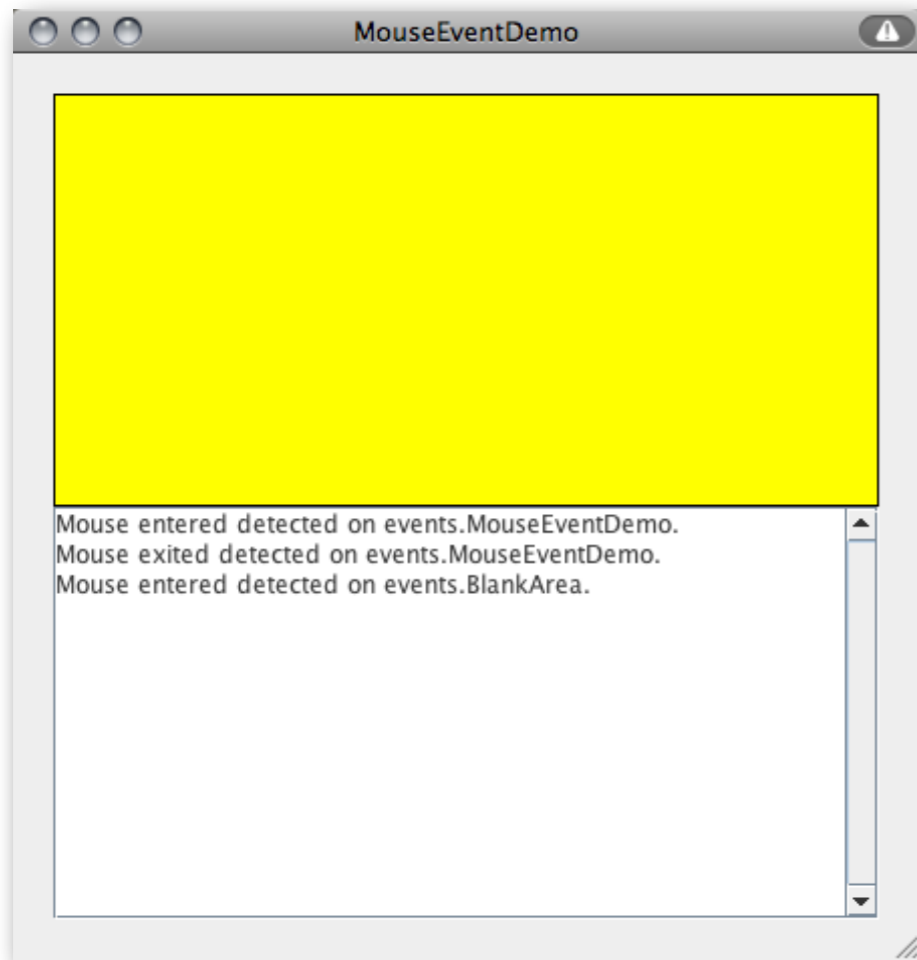 MouseEventDemo
Mouse entered detected on events.MouseEventDemo.
Mouse exited detected on events.MouseEventDemo.
Mouse entered detected on events.BlankArea.